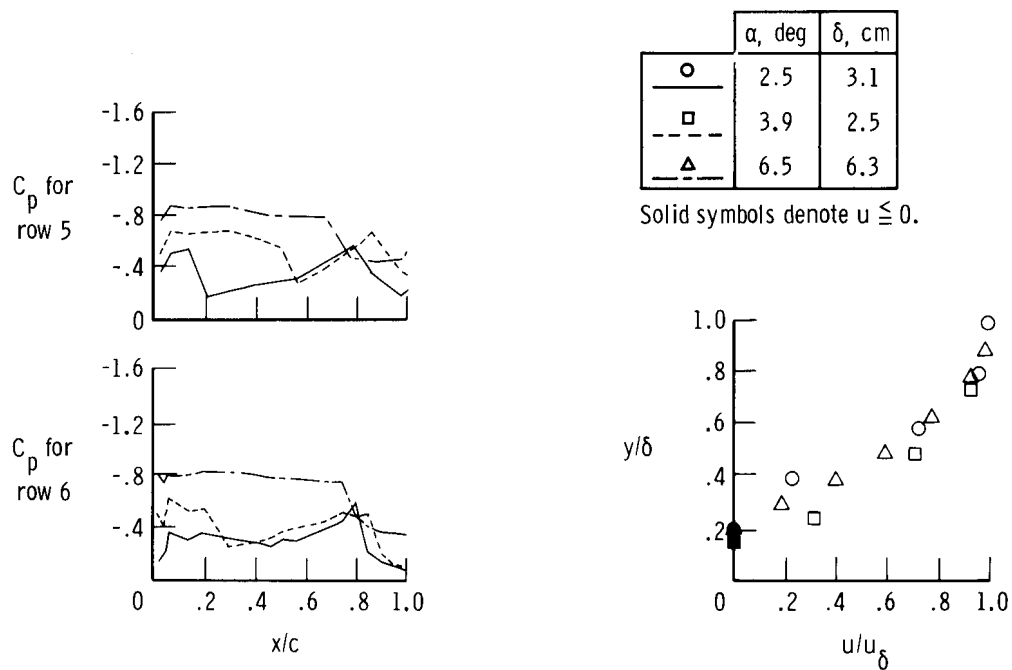 α, deg δ, cm
2.5 3.1
3.9 2.5
6.5 6.3
Solid symbols denote u ≦ 0.
-1.6
-1.2
-.8
-.4
0
C_p for
row 5
-1.6
-1.2
-.8
-.4
0 .2 .4 .6 .8 1.0
C_p for
row 6
x/c
1.0
.8
.6
.4
.2
y/δ
0 .2 .4 .6 .8 1.0
u/u_δ